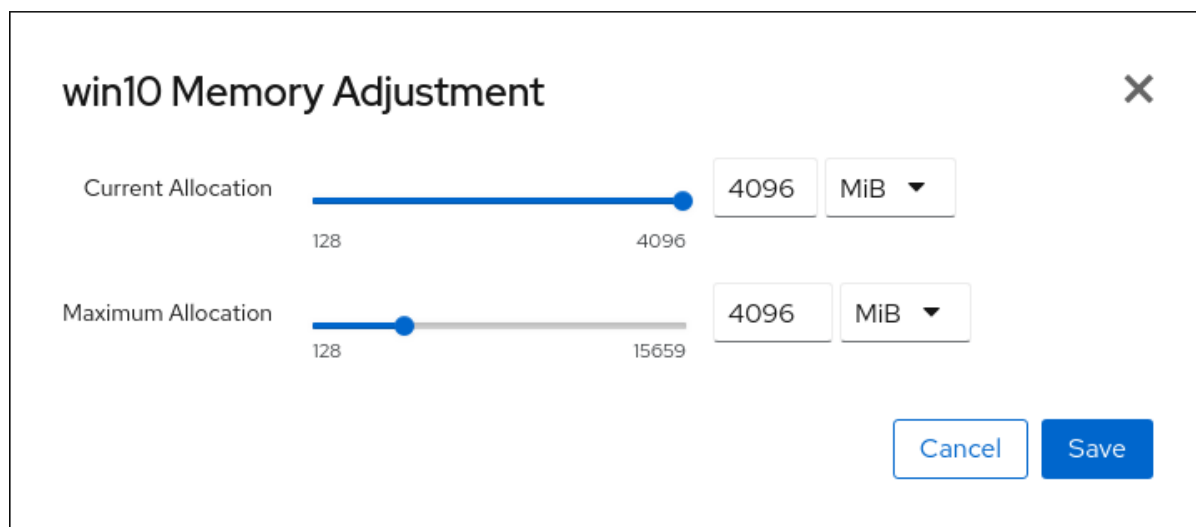 win10 Memory Adjustment
Current Allocation 4096 MiB
128 4096
Maximum Allocation 4096 MiB
128 15659
Cancel Save